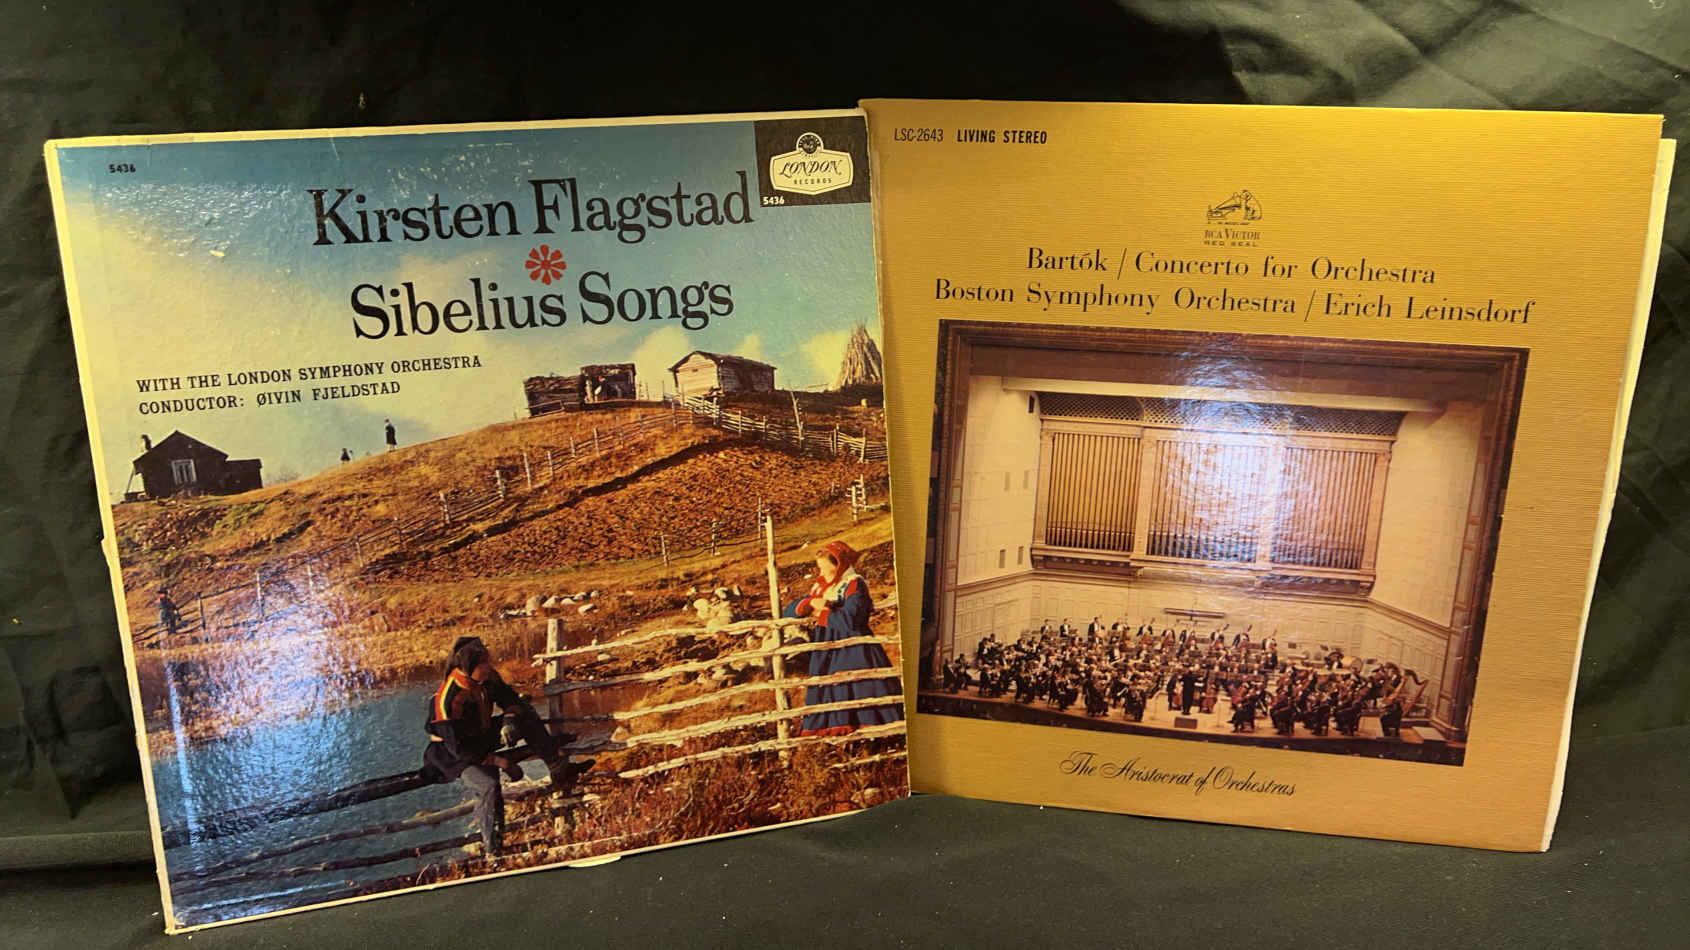 5436
LONDON
RECORDS
5436
Kirsten Flagstad
Sibelius Songs
WITH THE LONDON SYMPHONY ORCHESTRA
CONDUCTOR: ØIVIN FJELDSTAD
LSC-2643 LIVING STEREO
RCA VICTOR
RED SEAL
Bartók / Concerto for Orchestra
Boston Symphony Orchestra / Erich Leinsdorf
The Aristocrat of Orchestras